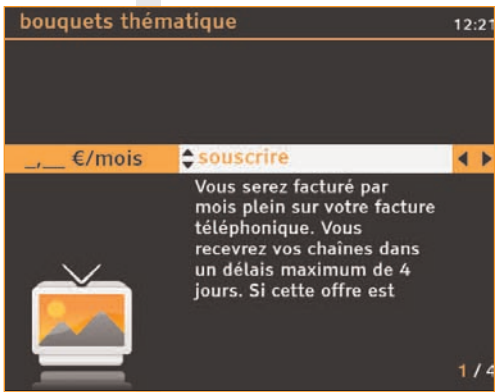 bouquets thématique 12:21
_,__ €/mois souscrire
Vous serez facturé par
mois plein sur votre facture
téléphonique. Vous
recevrez vos chaînes dans
un délais maximum de 4
jours. Si cette offre est
1 / 4